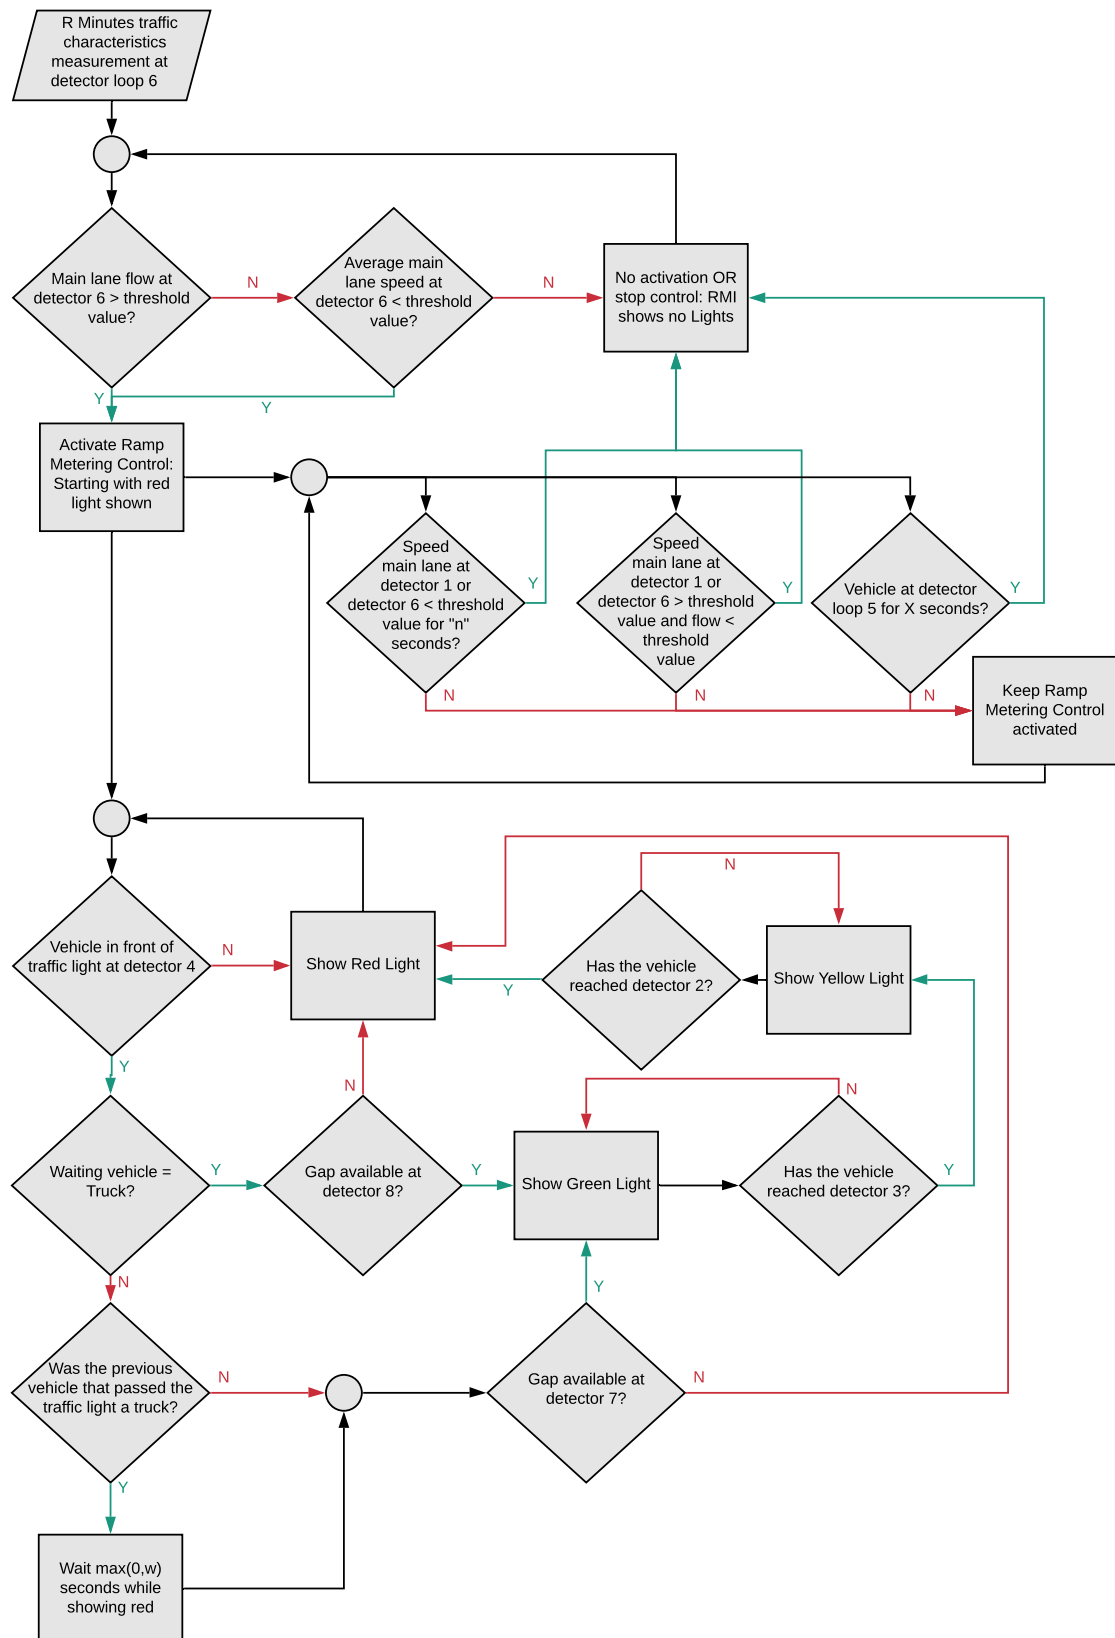 R Minutes traffic
characteristics
measurement at
detector loop 6
Main lane flow at
detector 6 > threshold
value?
N
Average main
lane speed at
detector 6 < threshold
value?
N
No activation OR
stop control: RMI
shows no Lights
Y
Y
Activate Ramp
Metering Control:
Starting with red
light shown
Speed
main lane at
detector 1 or
detector 6 < threshold
value for "n"
seconds?
Y
N
Speed
main lane at
detector 1 or
detector 6 > threshold
value and flow <
threshold
value
Y
N
Vehicle at detector
loop 5 for X seconds?
Y
N
Keep Ramp
Metering Control
activated
Vehicle in front of
traffic light at detector 4
N
Y
Show Red Light
Has the vehicle
reached detector 2?
N
Y
Show Yellow Light
Waiting vehicle =
Truck?
Y
N
Gap available at
detector 8?
N
Y
Show Green Light
Has the vehicle
reached detector 3?
N
Y
Was the previous
vehicle that passed the
traffic light a truck?
N
Y
Gap available at
detector 7?
Y
N
Wait max(0,w)
seconds while
showing red